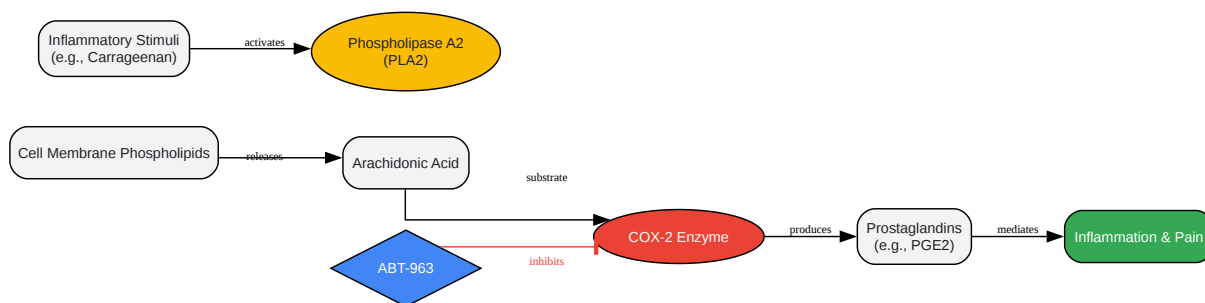 Inflammatory Stimuli
(e.g., Carrageenan)
activates
Phospholipase A2
(PLA2)
Cell Membrane Phospholipids
releases
Arachidonic Acid
substrate
ABT-963
inhibits
COX-2 Enzyme
produces
Prostaglandins
(e.g., PGE2)
mediates
Inflammation & Pain